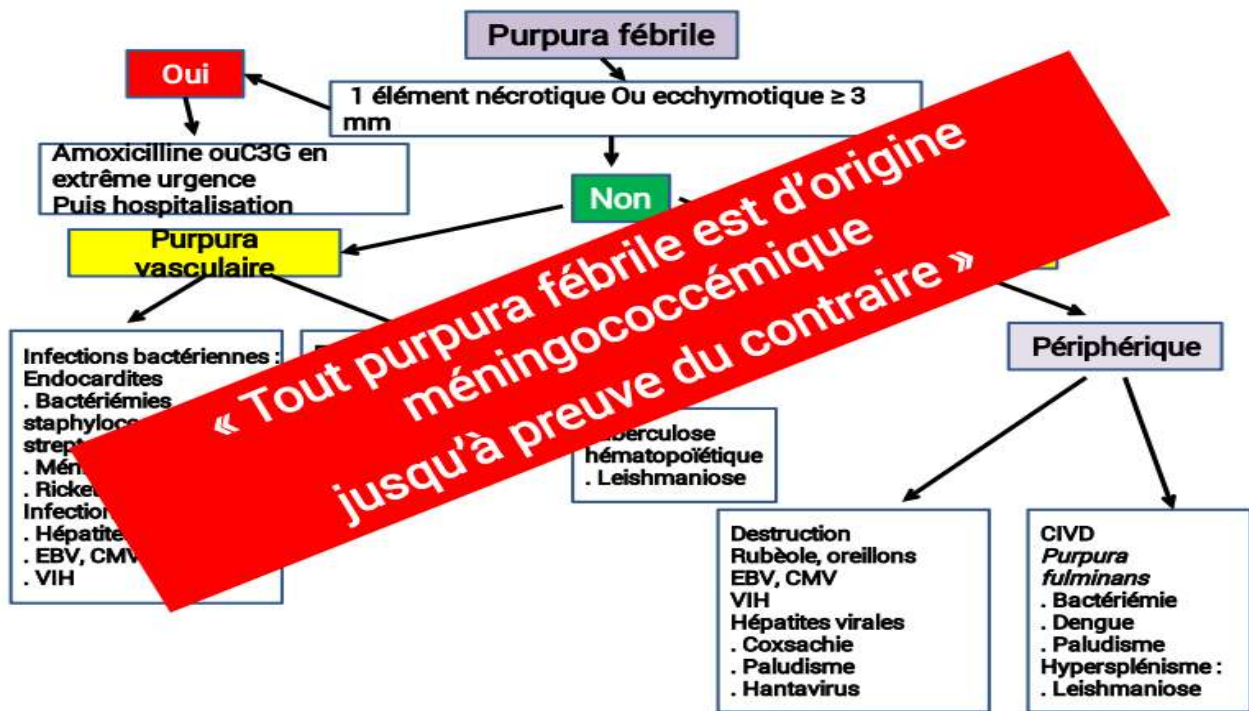 Purpura fébrile
Oui
1 élément nécrotique Ou ecchymotique ≥ 3
mm
Amoxicilline ouC3G en
extrême urgence
Puis hospitalisation
Non
Purpura
vasculaire
« Tout purpura fébrile est d'origine
méningococcémique
jusqu'à preuve du contraire »
Infections bactériennes :
Endocardites
. Bactériémies
. EBV, CMV
. VIH
hématopoïétique
. Leishmaniose
Périphérique
Destruction
Rubèole, oreillons
EBV, CMV
VIH
Hépatites virales
. Coxsachie
. Paludisme
. Hantavirus
CIVD
Purpura
fulminans
. Bactériémie
. Dengue
. Paludisme
Hypersplénisme :
. Leishmaniose